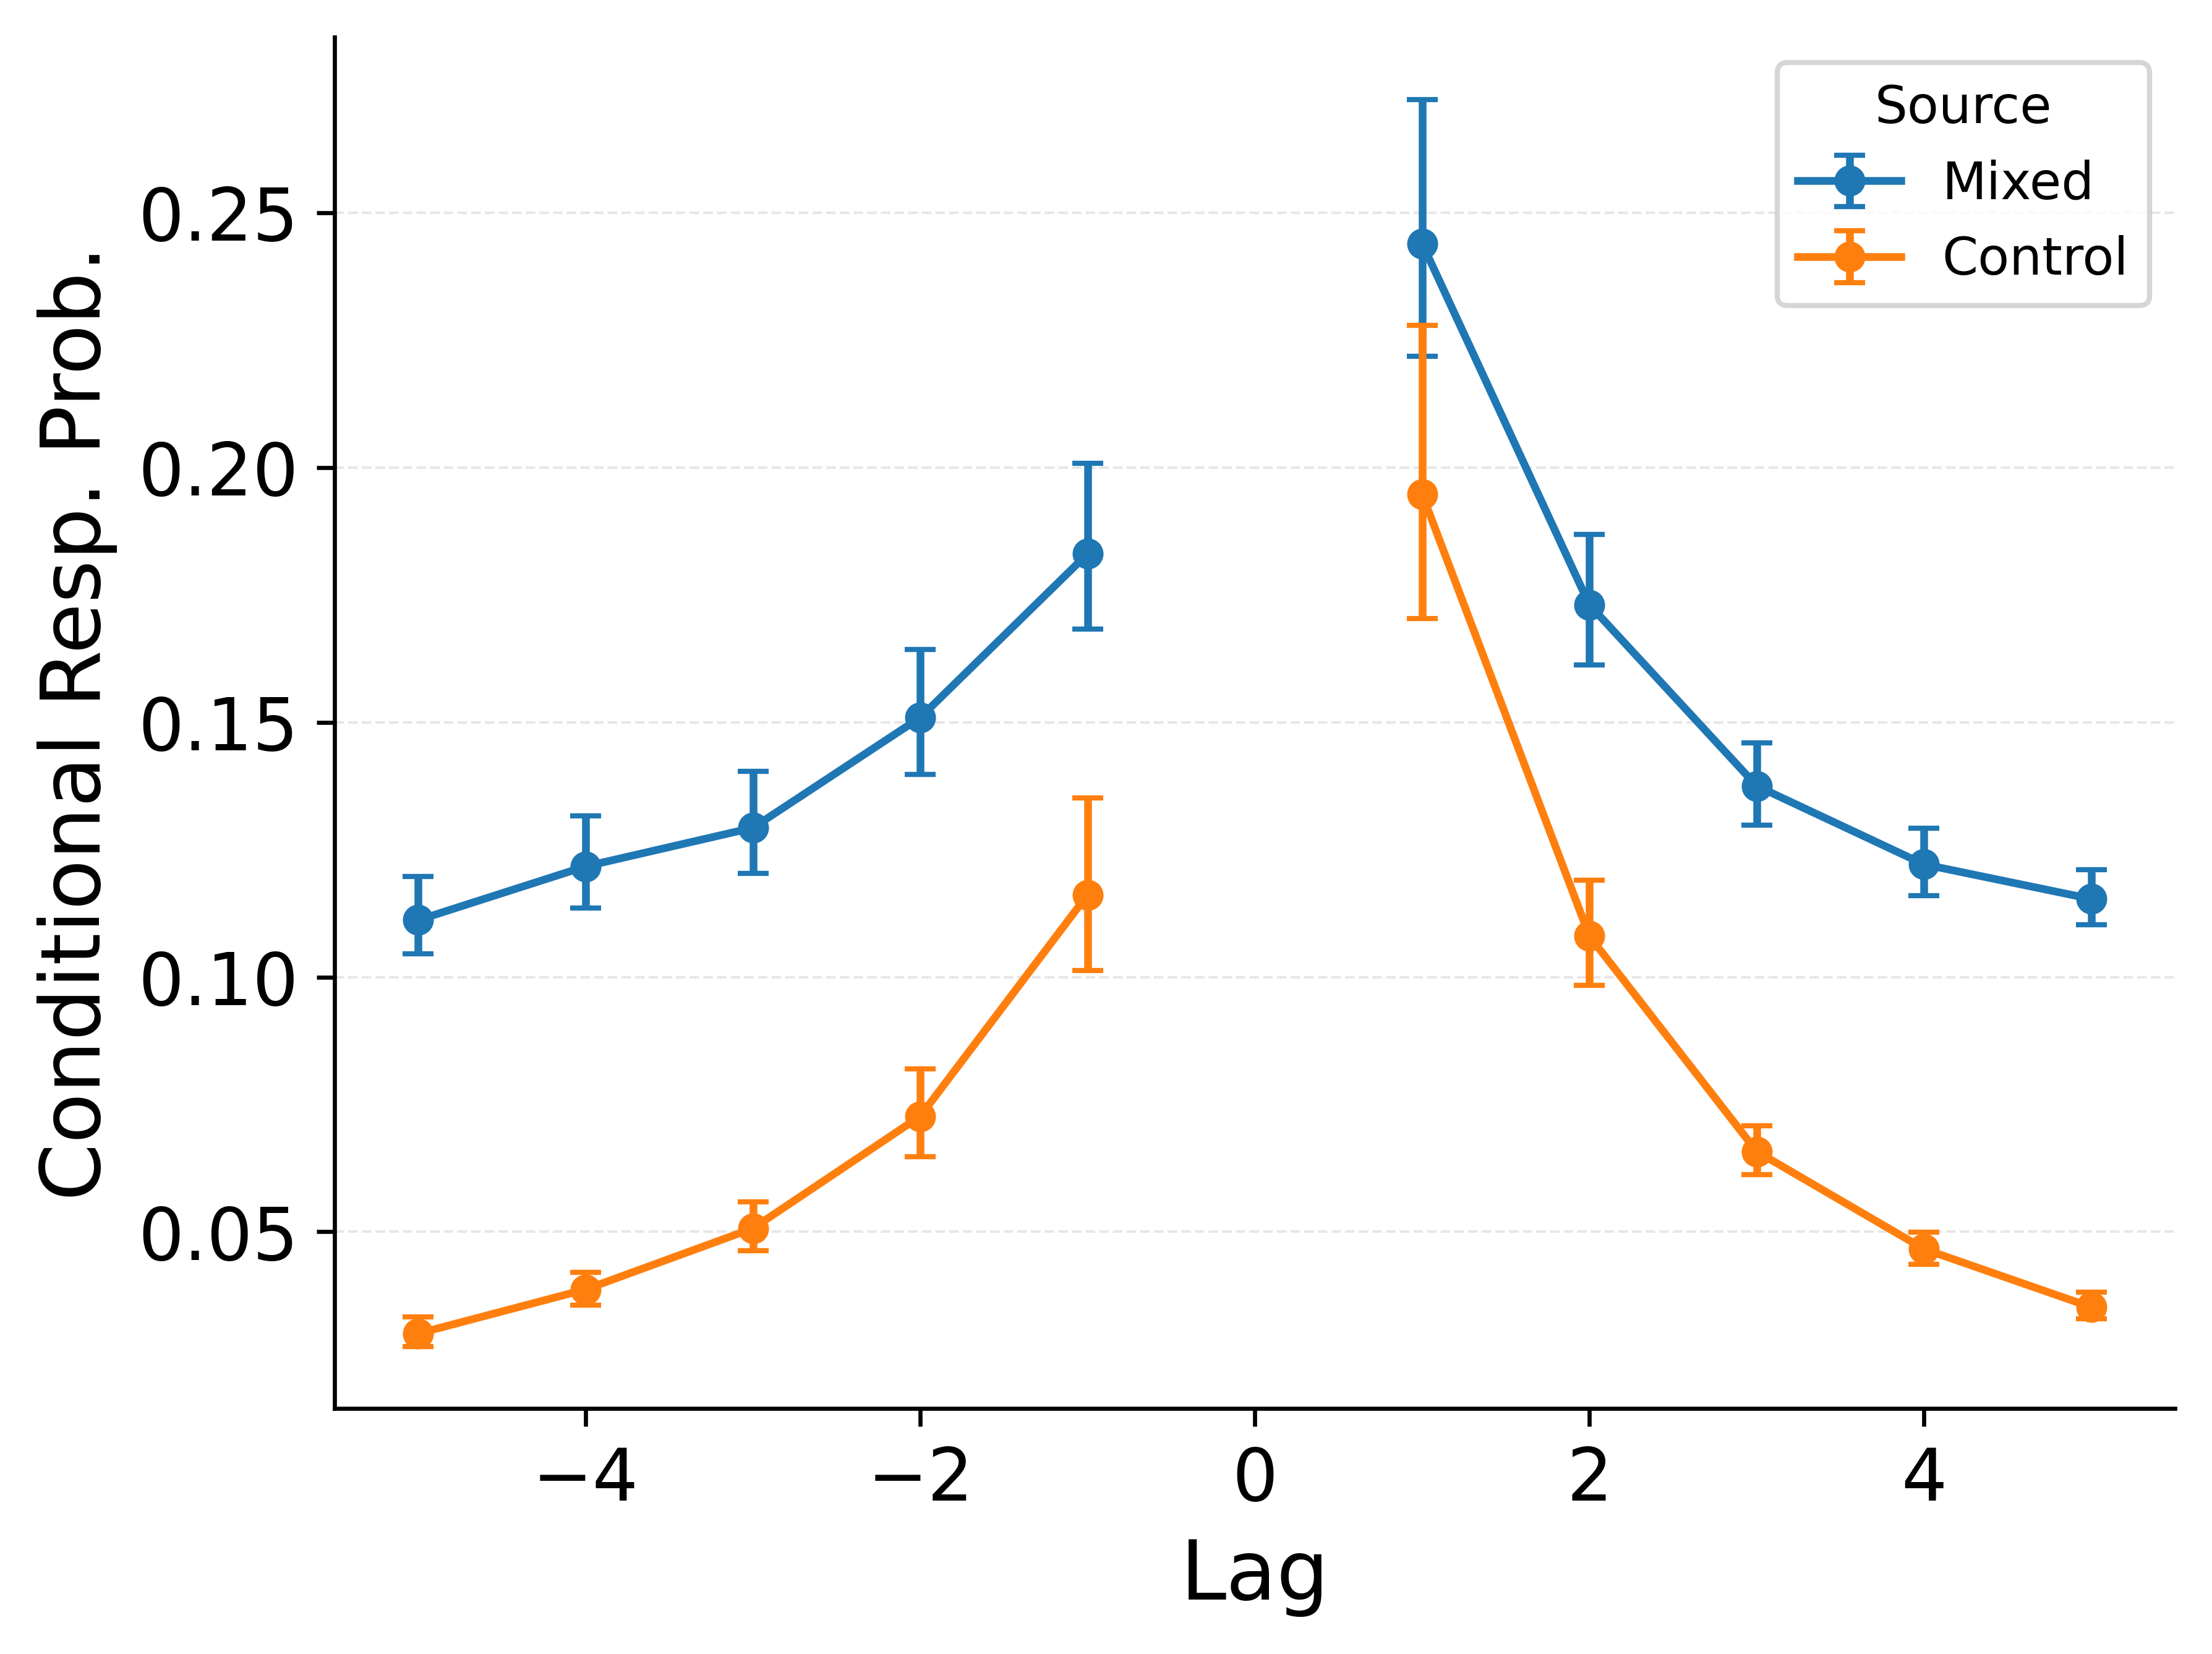 Conditional Resp. Prob.
0.25
0.20
0.15
0.10
0.05
Source
Mixed
Control
−4
−2
0
2
4
Lag